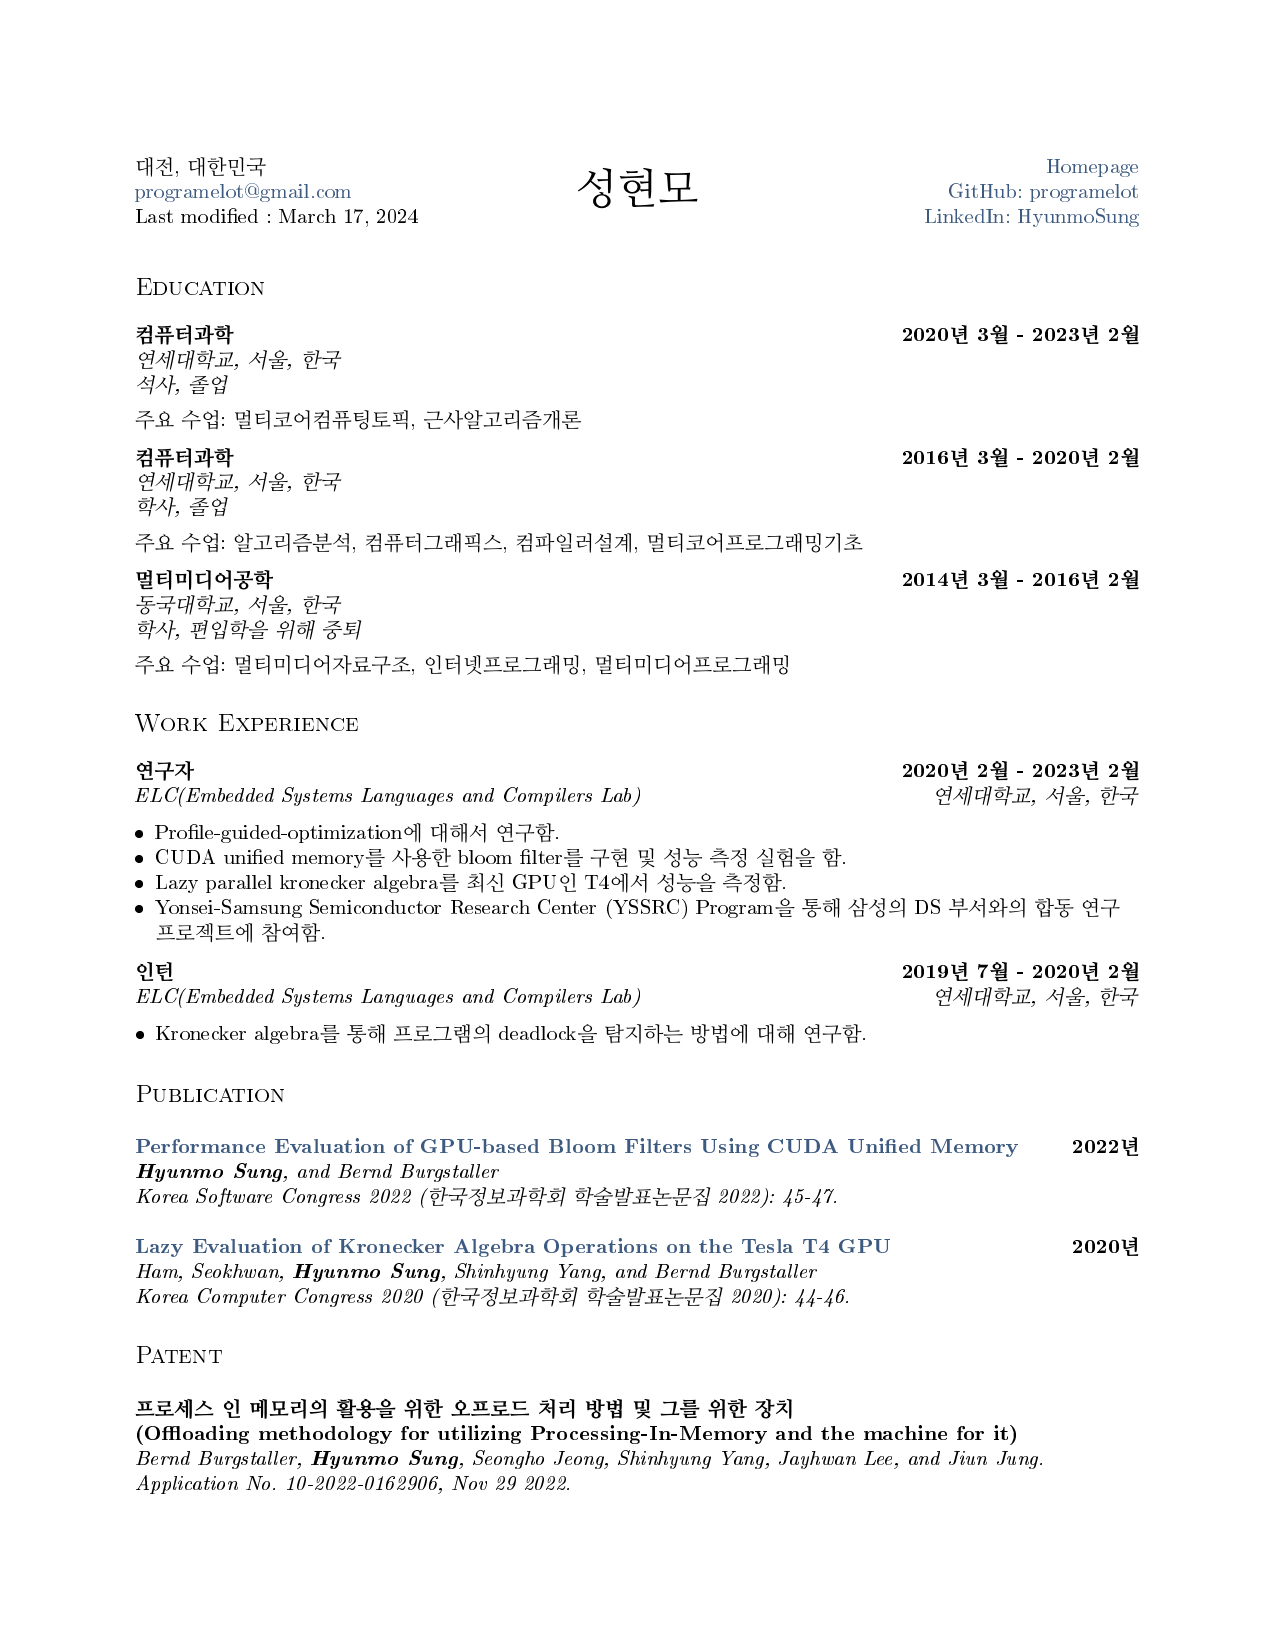 대전, 대한민국
programelot@gmail.com
Last modified : March 17, 2024
성현모
Homepage
GitHub: programelot
LinkedIn: HyunmoSung
EDUCATION
컴퓨터과학 2020년 3월 - 2023년 2월
연세대학교, 서울, 한국
석사, 졸업
주요 수업: 멀티코어컴퓨팅토픽, 근사알고리즘개론
컴퓨터과학 2016년 3월 - 2020년 2월
연세대학교, 서울, 한국
학사, 졸업
주요 수업: 알고리즘분석, 컴퓨터그래픽스, 컴파일러설계, 멀티코어프로그래밍기초
멀티미디어공학 2014년 3월 - 2016년 2월
동국대학교, 서울, 한국
학사, 편입학을 위해 중퇴
주요 수업: 멀티미디어자료구조, 인터넷프로그래밍, 멀티미디어프로그래밍
WORK EXPERIENCE
연구자 2020년 2월 - 2023년 2월
ELC(Embedded Systems Languages and Compilers Lab) 연세대학교, 서울, 한국
• Profile-guided-optimization에 대해서 연구함.
• CUDA unified memory를 사용한 bloom filter를 구현 및 성능 측정 실험을 함.
• Lazy parallel kronecker algebra를 최신 GPU인 T4에서 성능을 측정함.
• Yonsei-Samsung Semiconductor Research Center (YSSRC) Program을 통해 삼성의 DS 부서와의 합동 연구
프로젝트에 참여함.
인턴 2019년 7월 - 2020년 2월
ELC(Embedded Systems Languages and Compilers Lab) 연세대학교, 서울, 한국
• Kronecker algebra를 통해 프로그램의 deadlock을 탐지하는 방법에 대해 연구함.
PUBLICATION
Performance Evaluation of GPU-based Bloom Filters Using CUDA Unified Memory 2022년
Hyunmo Sung, and Bernd Burgstaller
Korea Software Congress 2022 (한국정보과학회 학술발표논문집 2022): 45-47.
Lazy Evaluation of Kronecker Algebra Operations on the Tesla T4 GPU 2020년
Ham, Seokhwan, Hyunmo Sung, Shinhyung Yang, and Bernd Burgstaller
Korea Computer Congress 2020 (한국정보과학회 학술발표논문집 2020): 44-46.
PATENT
프로세스 인 메모리의 활용을 위한 오프로드 처리 방법 및 그를 위한 장치
(Offloading methodology for utilizing Processing-In-Memory and the machine for it)
Bernd Burgstaller, Hyunmo Sung, Seongho Jeong, Shinhyung Yang, Jayhwan Lee, and Jiun Jung.
Application No. 10-2022-0162906, Nov 29 2022.